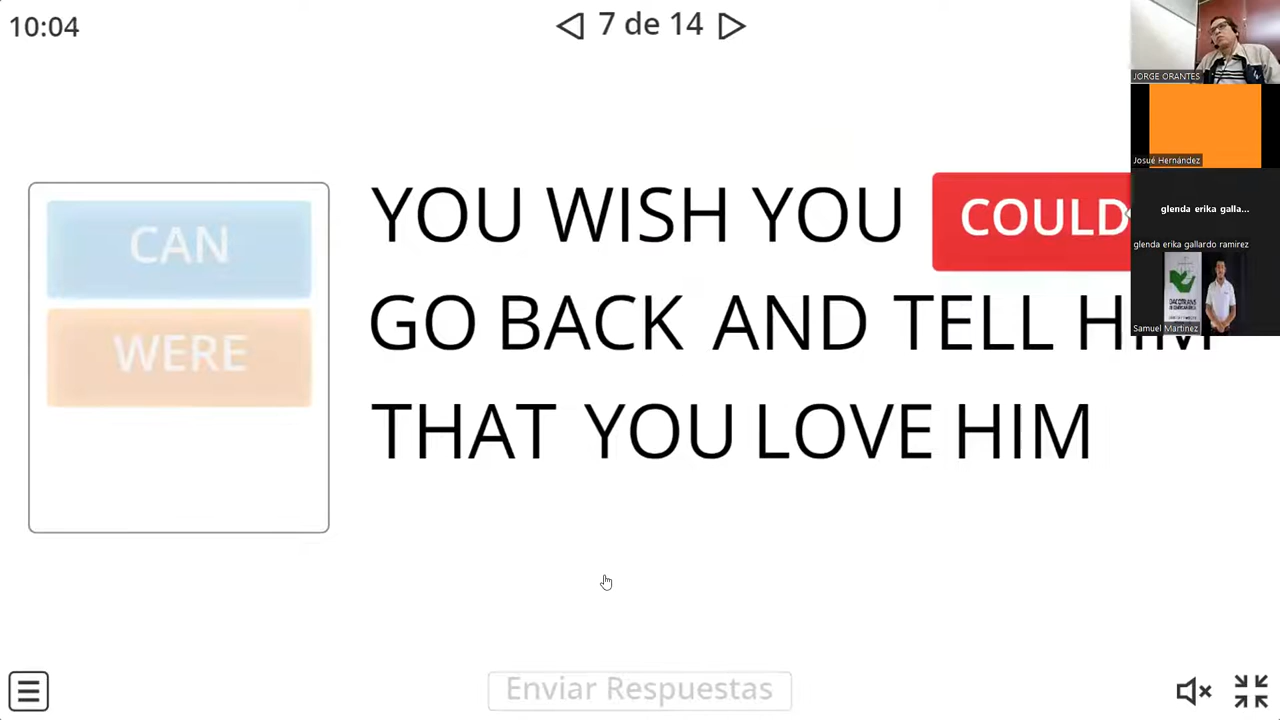 10:04
7 de 14
JORGE ORANTES
Josué Hernández
glenda erika galla...
glenda erika gallardo ramirez
DACOTRANS
Samuel Martinez
CAN
WERE
YOU WISH YOU COULD
GO BACK AND TELL HIM
THAT YOU LOVE HIM
Enviar Respuestas